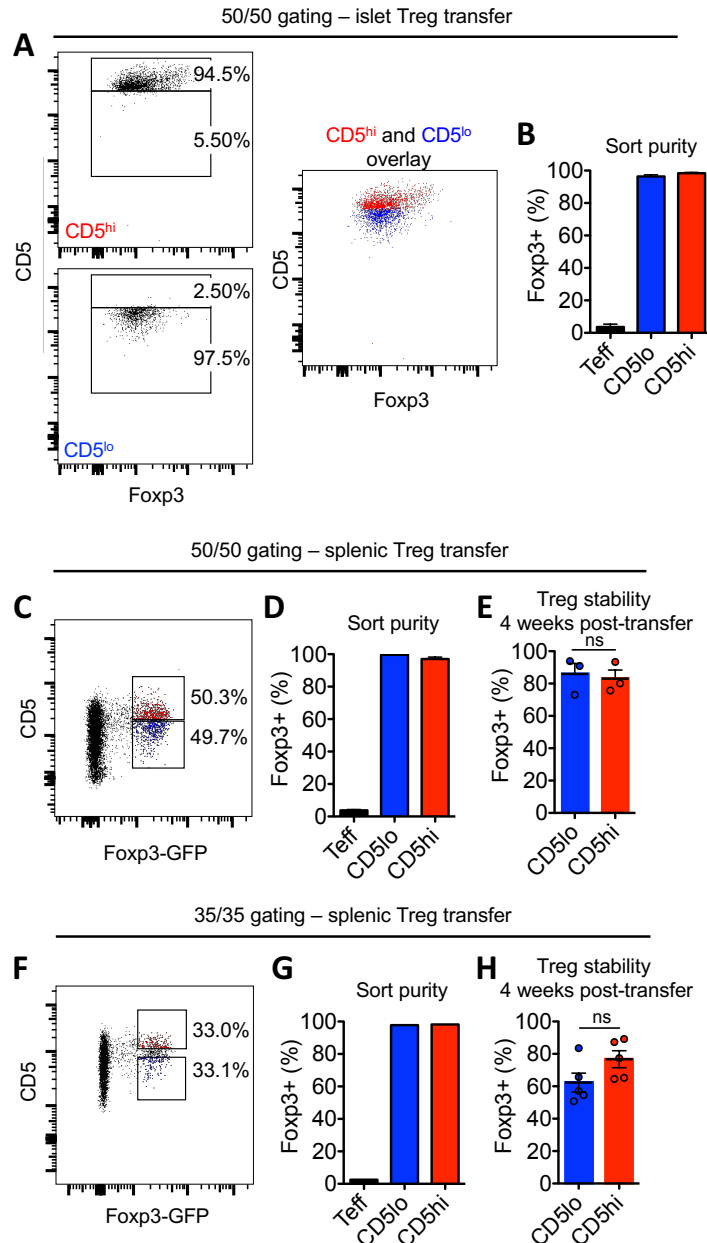 50/50 gating – islet Treg transfer
A
94.5%
5.50%
CD5hi
2.50%
97.5%
CD5lo
CD5
Foxp3
CD5hi and CD5lo
overlay
CD5
Foxp3
B
Sort purity
Foxp3+ (%)
100
80
60
40
20
0
Teff
CD5lo
CD5hi
50/50 gating – splenic Treg transfer
C
50.3%
49.7%
CD5
Foxp3-GFP
D
Sort purity
Foxp3+ (%)
100
80
60
40
20
0
Teff
CD5lo
CD5hi
E
Treg stability
4 weeks post-transfer
ns
Foxp3+ (%)
100
80
60
40
20
0
CD5lo
CD5hi
35/35 gating – splenic Treg transfer
F
33.0%
33.1%
CD5
Foxp3-GFP
G
Sort purity
Foxp3+ (%)
100
80
60
40
20
0
Teff
CD5lo
CD5hi
H
Treg stability
4 weeks post-transfer
ns
Foxp3+ (%)
100
80
60
40
20
0
CD5lo
CD5hi